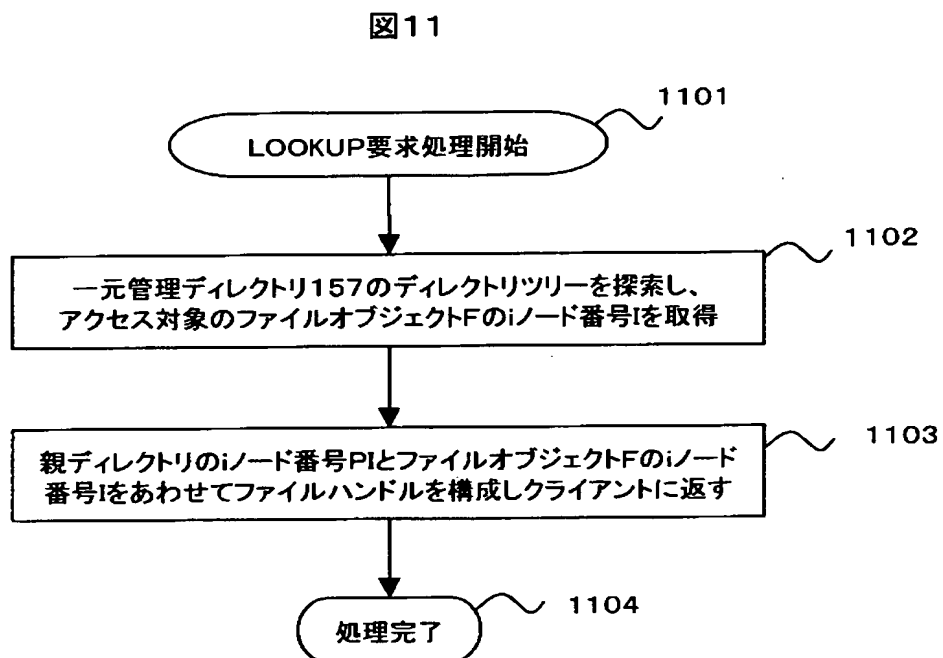 図11
1101
LOOKUP要求処理開始
1102
一元管理ディレクトリ157のディレクトリツリーを探索し、
アクセス対象のファイルオブジェクトFのiノード番号Iを取得
1103
親ディレクトリのiノード番号PIとファイルオブジェクトFのiノード
番号Iをあわせてファイルハンドルを構成しクライアントに返す
1104
処理完了